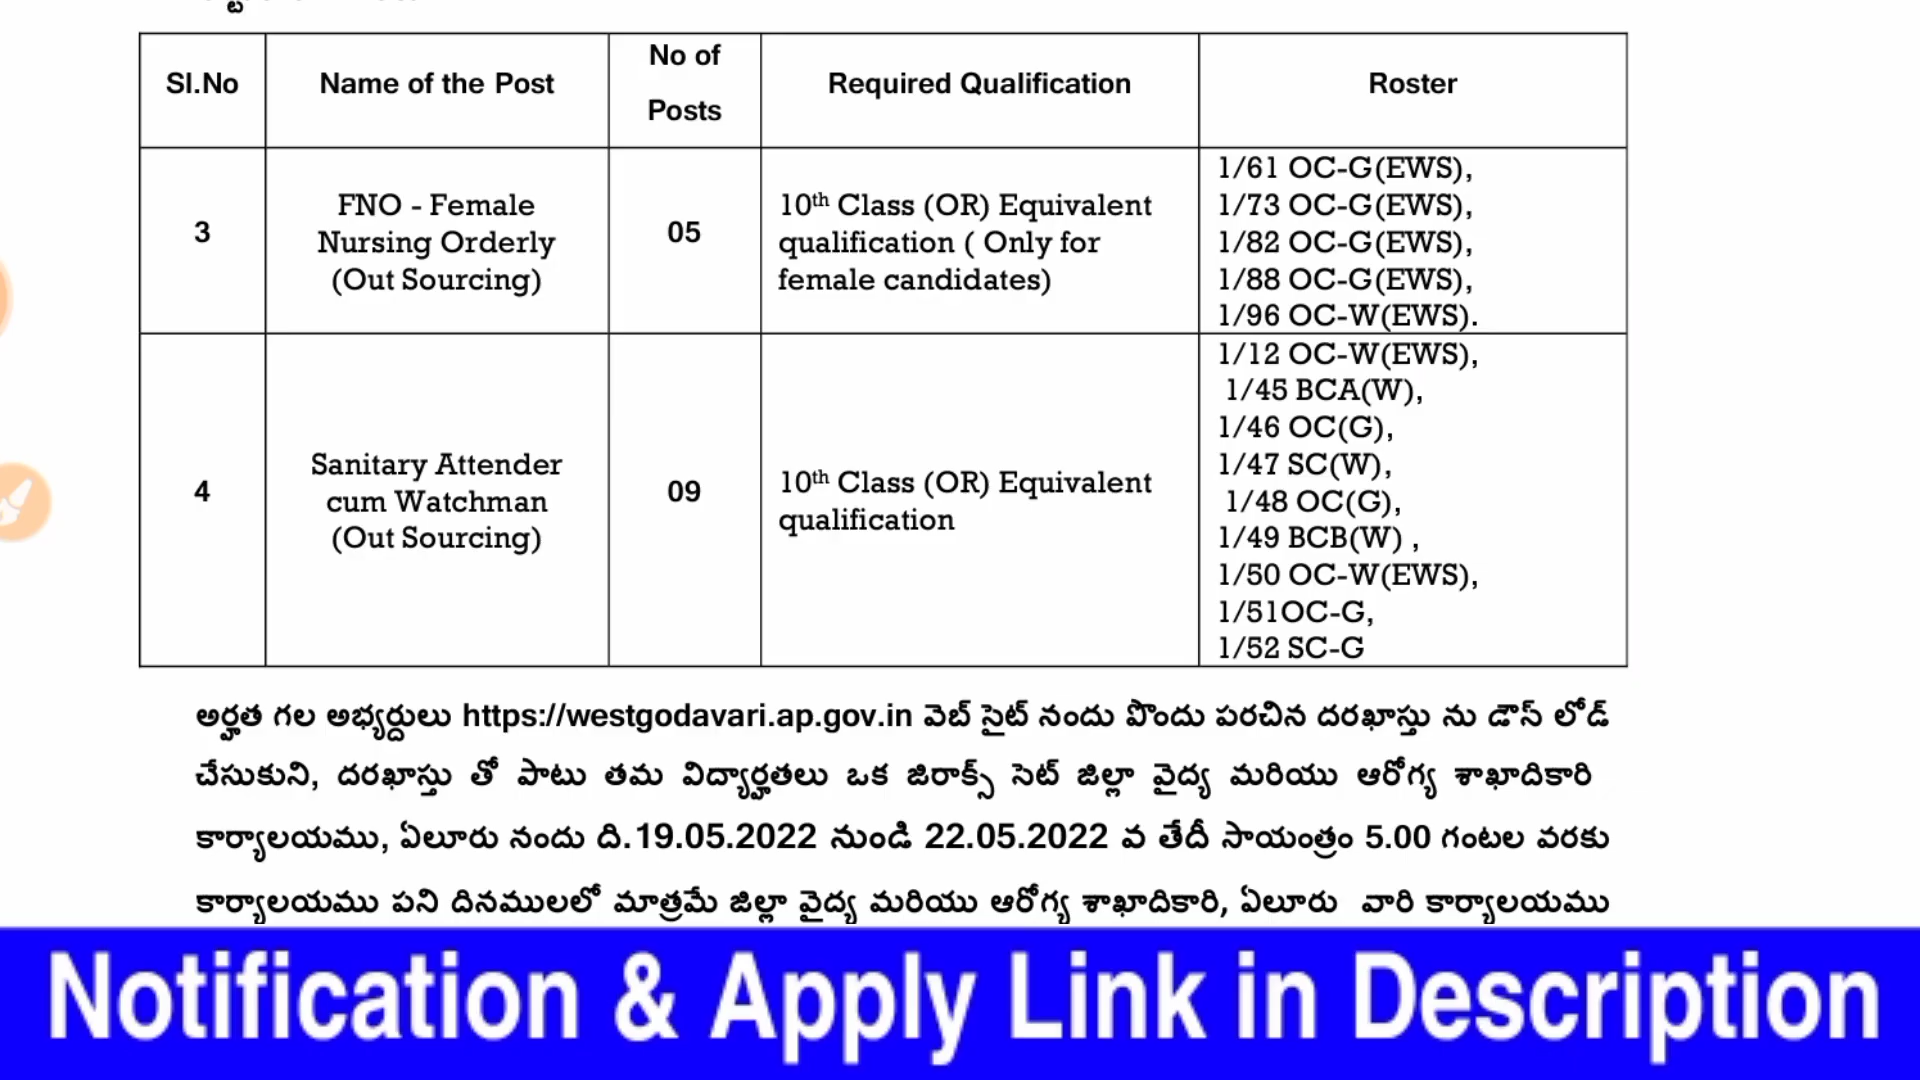 Sl.No
Name of the Post
No of
Posts
Required Qualification
Roster
3
FNO - Female
Nursing Orderly
(Out Sourcing)
05
10th Class (OR) Equivalent
qualification ( Only for
female candidates)
1/61 OC-G(EWS),
1/73 OC-G(EWS),
1/82 OC-G(EWS),
1/88 OC-G(EWS),
1/96 OC-W(EWS).
4
Sanitary Attender
cum Watchman
(Out Sourcing)
09
10th Class (OR) Equivalent
qualification
1/12 OC-W(EWS),
1/45 BCA(W),
1/46 OC(G),
1/47 SC(W),
1/48 OC(G),
1/49 BCB(W) ,
1/50 OC-W(EWS),
1/51OC-G,
1/52 SC-G
అర్హత గల అభ్యర్దులు https://westgodavari.ap.gov.in వెబ్ సైట్ నందు పొందు పరచిన దరఖాస్తు ను డౌన్ లోడ్
చేసుకుని, దరఖాస్తు తో పాటు తమ విద్యార్హతలు ఒక జిరాక్స్ సెట్ జిల్లా వైద్య మరియు ఆరోగ్య శాఖాదికారి
కార్యాలయము, ఏలూరు నందు ది.19.05.2022 నుండి 22.05.2022 వ తేదీ సాయంత్రం 5.00 గంటల వరకు
కార్యాలయము పని దినములలో మాత్రమే జిల్లా వైద్య మరియు ఆరోగ్య శాఖాదికారి, ఏలూరు వారి కార్యాలయము
Notification & Apply Link in Description